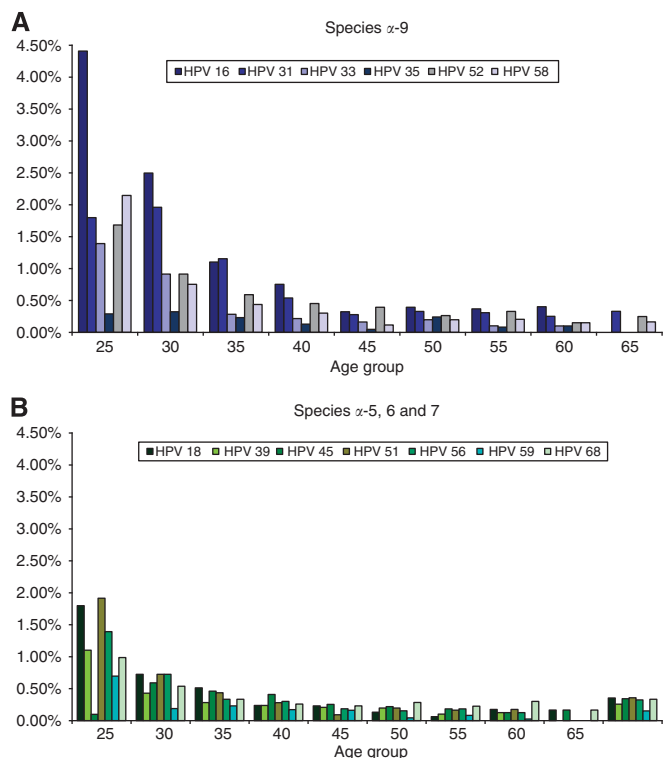 A
Species α-9
HPV 16 HPV 31 HPV 33 HPV 35 HPV 52 HPV 58
4.50%
4.00%
3.50%
3.00%
2.50%
2.00%
1.50%
1.00%
0.50%
0.00%
25 30 35 40 45 50 55 60 65
Age group
B
Species α-5, 6 and 7
HPV 18 HPV 39 HPV 45 HPV 51 HPV 56 HPV 59 HPV 68
4.50%
4.00%
3.50%
3.00%
2.50%
2.00%
1.50%
1.00%
0.50%
0.00%
25 30 35 40 45 50 55 60 65
Age group